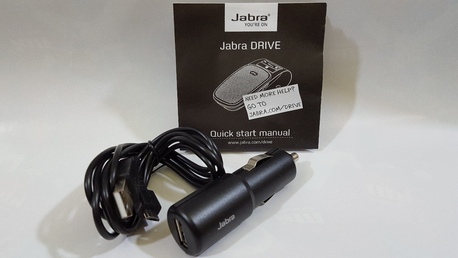 Jabra
YOU'RE ON
Jabra DRIVE
NEED MORE HELP?
GO TO
JABRA.COM/DRIVE
Quick start manual
www.jabra.com/drive
Jabra